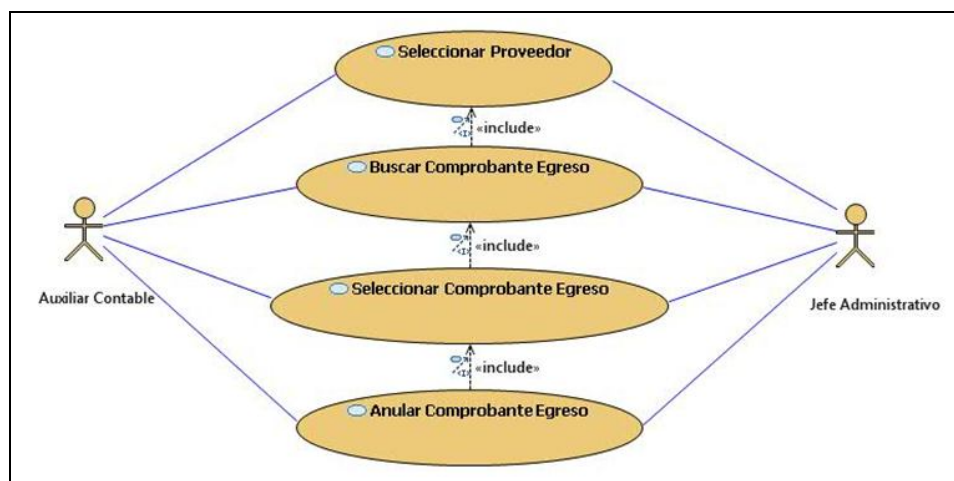 Seleccionar Proveedor
«include»
Buscar Comprobante Egreso
«include»
Seleccionar Comprobante Egreso
Auxiliar Contable
Jefe Administrativo
«include»
Anular Comprobante Egreso